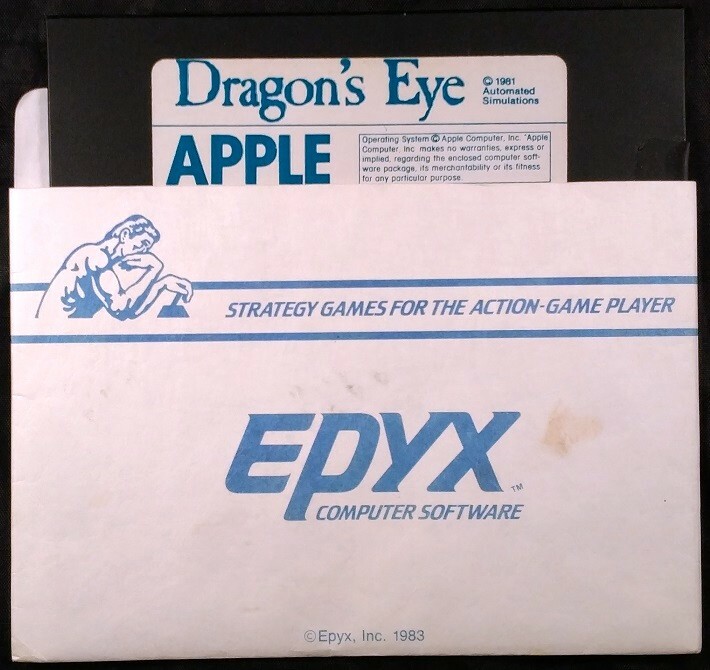 Dragon's Eye
© 1981
Automated
Simulations
APPLE
Operating System © Apple Computer, Inc. "Apple
Computer, Inc. makes no warranties, express or
implied, regarding the enclosed computer soft-
ware package, its merchantability or its fitness
for any particular purpose.
STRATEGY GAMES FOR THE ACTION-GAME PLAYER
EPYX™
COMPUTER SOFTWARE
©Epyx, Inc. 1983